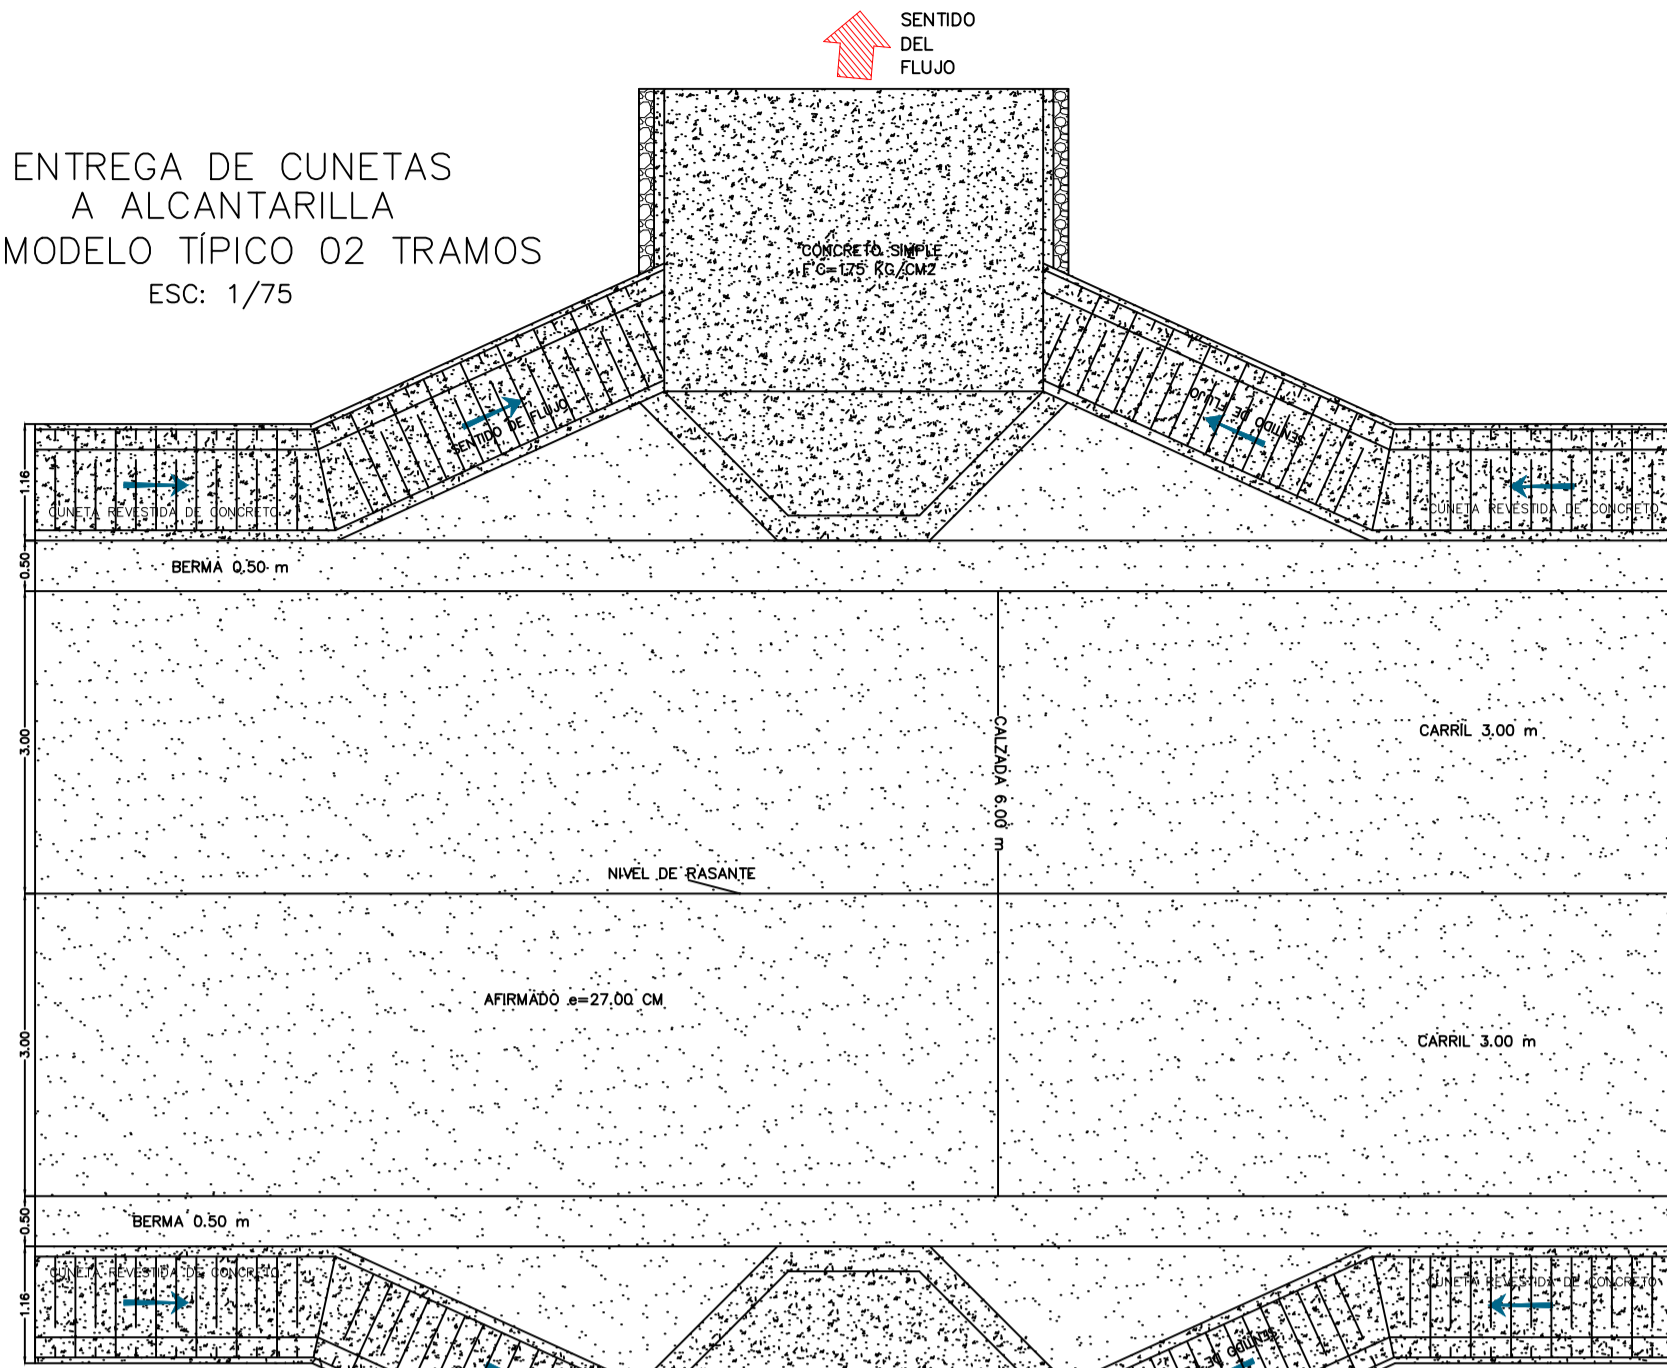 SENTIDO
DEL
FLUJO
ENTREGA DE CUNETAS
A ALCANTARILLA
MODELO TÍPICO 02 TRAMOS
ESC: 1/75
CONCRETO SIMPLE
F'C=175 KG/CM2
SENTIDO DE FLUJO
SENTIDO DE FLUJO
1.16
CUNETA REVESTIDA DE CONCRETO
CUNETA REVESTIDA DE CONCRETO
0.50
BERMA 0.50 m
3.00
CALZADA 6.00 m
CARRIL 3.00 m
NIVEL DE RASANTE
AFIRMADO e=27.00 CM
3.00
CARRIL 3.00 m
0.50
BERMA 0.50 m
CUNETA REVESTIDA DE CONCRETO
CUNETA REVESTIDA DE CONCRETO
1.16
SENTIDO DE